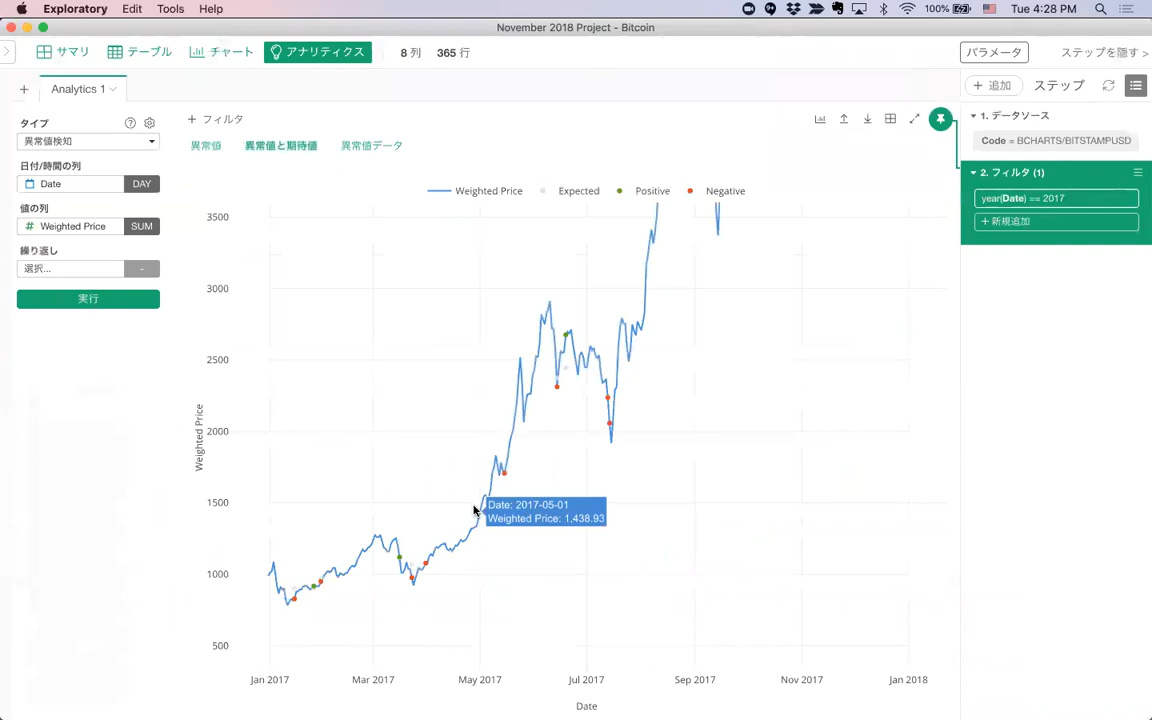 Exploratory Edit Tools Help 100% Tue 4:28 PM
November 2018 Project - Bitcoin
サマリ テーブル チャート アナリティクス 8 列 365 行 パラメータ ステップを隠す >
+ Analytics 1
+ 追加 ステップ
タイプ ?
異常値検知
日付/時間の列
Date DAY
値の列
# Weighted Price SUM
繰り返し
選択... -
実行
+ フィルタ
異常値 異常値と期待値 異常値データ
Weighted Price Expected Positive Negative
3500
3000
2500
2000
1500
1000
500
Weighted Price
Date: 2017-05-01
Weighted Price: 1,438.93
Jan 2017 Mar 2017 May 2017 Jul 2017 Sep 2017 Nov 2017 Jan 2018
Date
1. データソース
Code = BCHARTS/BITSTAMPUSD
2. フィルタ (1)
year(Date) == 2017
+ 新規追加